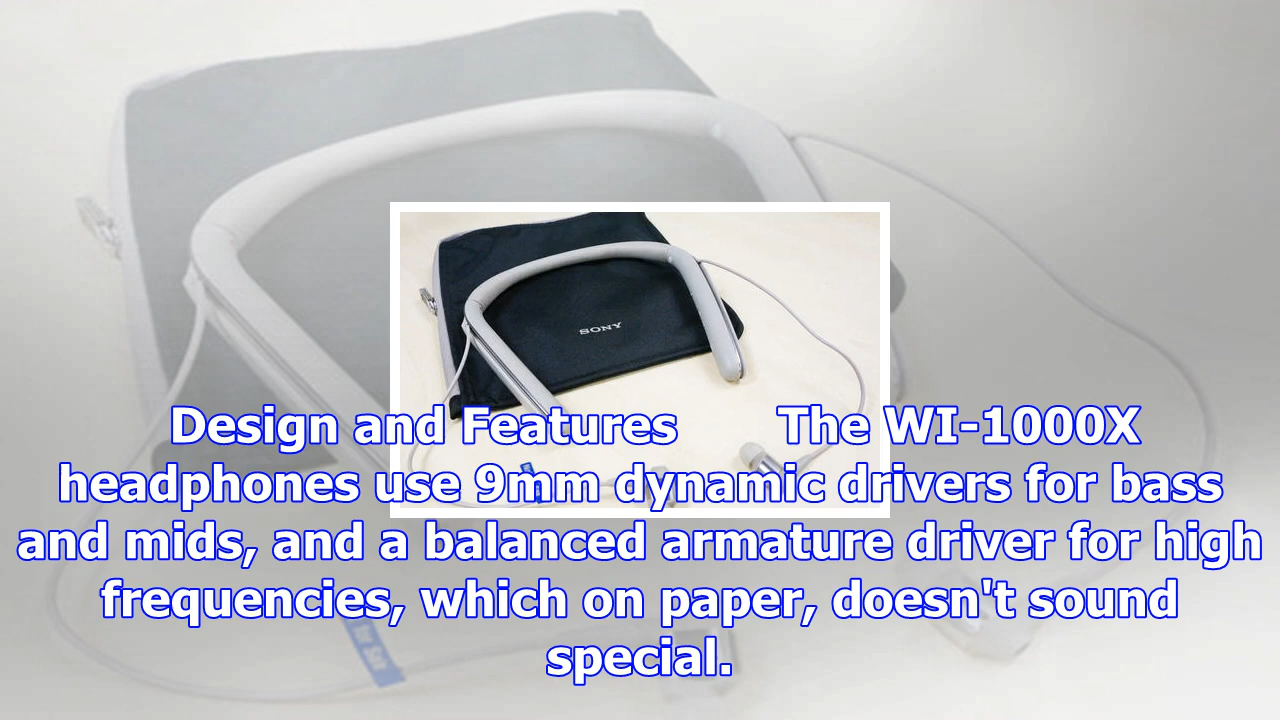 SONY
Design and Features The WI-1000X
headphones use 9mm dynamic drivers for bass
and mids, and a balanced armature driver for high
frequencies, which on paper, doesn't sound
special.